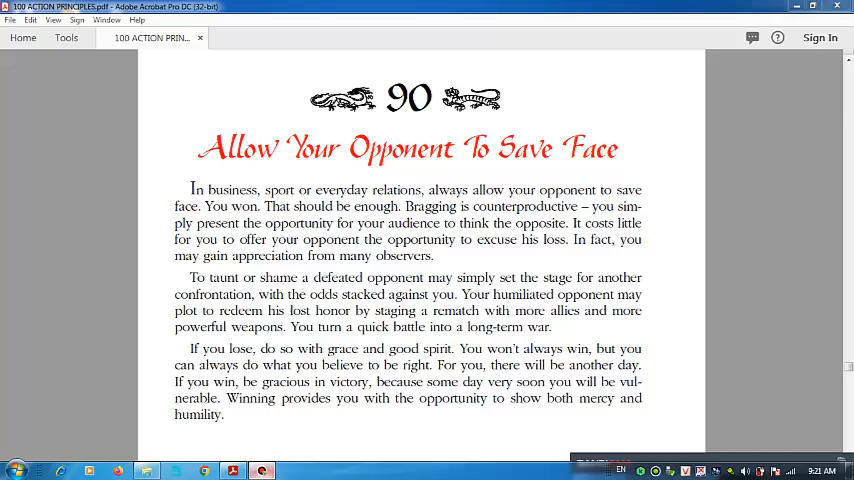 100 ACTION PRINCIPLES.pdf - Adobe Acrobat Pro DC (32-bit)
File Edit View Sign Window Help
Home Tools 100 ACTION PRIN... × Sign In
90
Allow Your Opponent To Save Face
In business, sport or everyday relations, always allow your opponent to save
face. You won. That should be enough. Bragging is counterproductive – you sim-
ply present the opportunity for your audience to think the opposite. It costs little
for you to offer your opponent the opportunity to excuse his loss. In fact, you
may gain appreciation from many observers.
To taunt or shame a defeated opponent may simply set the stage for another
confrontation, with the odds stacked against you. Your humiliated opponent may
plot to redeem his lost honor by staging a rematch with more allies and more
powerful weapons. You turn a quick battle into a long-term war.
If you lose, do so with grace and good spirit. You won't always win, but you
can always do what you believe to be right. For you, there will be another day.
If you win, be gracious in victory, because some day very soon you will be vul-
nerable. Winning provides you with the opportunity to show both mercy and
humility.
EN 9:21 AM